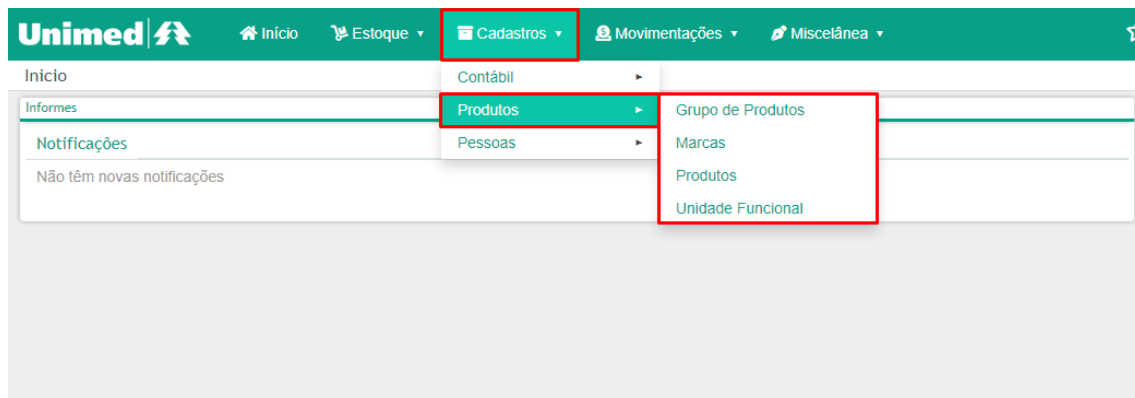 Unimed Início Estoque Cadastros Movimentações Miscelânea
Inicio
Contábil
Informes
Produtos
Grupo de Produtos
Notificações
Pessoas
Marcas
Não têm novas notificações
Produtos
Unidade Funcional